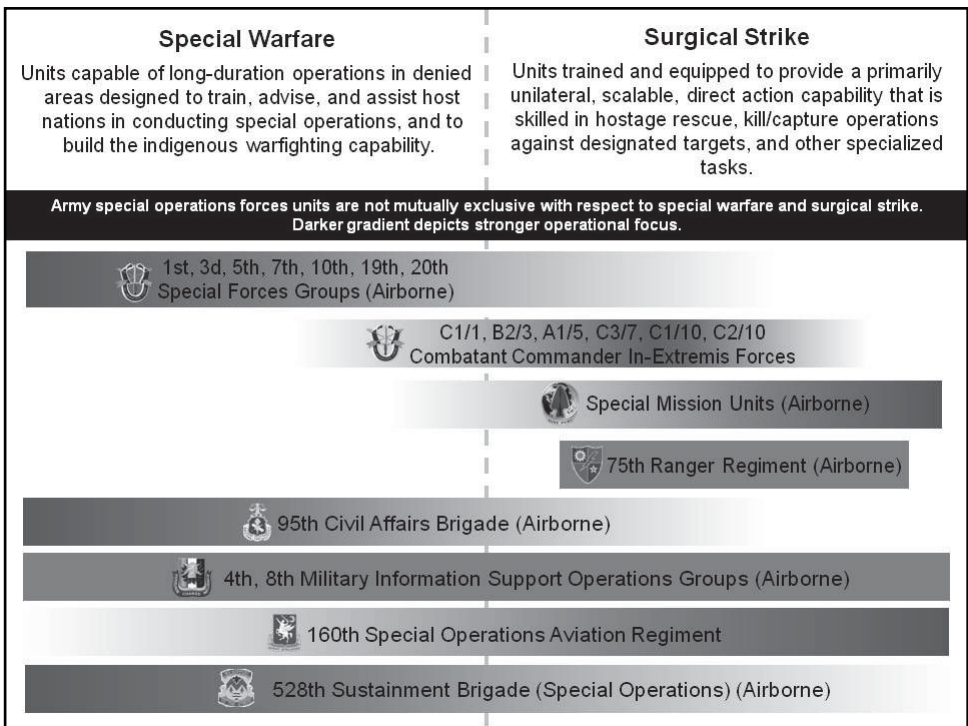 Special Warfare
Units capable of long-duration operations in denied
areas designed to train, advise, and assist host
nations in conducting special operations, and to
build the indigenous warfighting capability.
Surgical Strike
Units trained and equipped to provide a primarily
unilateral, scalable, direct action capability that is
skilled in hostage rescue, kill/capture operations
against designated targets, and other specialized
tasks.
Army special operations forces units are not mutually exclusive with respect to special warfare and surgical strike.
Darker gradient depicts stronger operational focus.
1st, 3d, 5th, 7th, 10th, 19th, 20th
Special Forces Groups (Airborne)
C1/1, B2/3, A1/5, C3/7, C1/10, C2/10
Combatant Commander In-Extremis Forces
Special Mission Units (Airborne)
75th Ranger Regiment (Airborne)
95th Civil Affairs Brigade (Airborne)
4th, 8th Military Information Support Operations Groups (Airborne)
160th Special Operations Aviation Regiment
528th Sustainment Brigade (Special Operations) (Airborne)